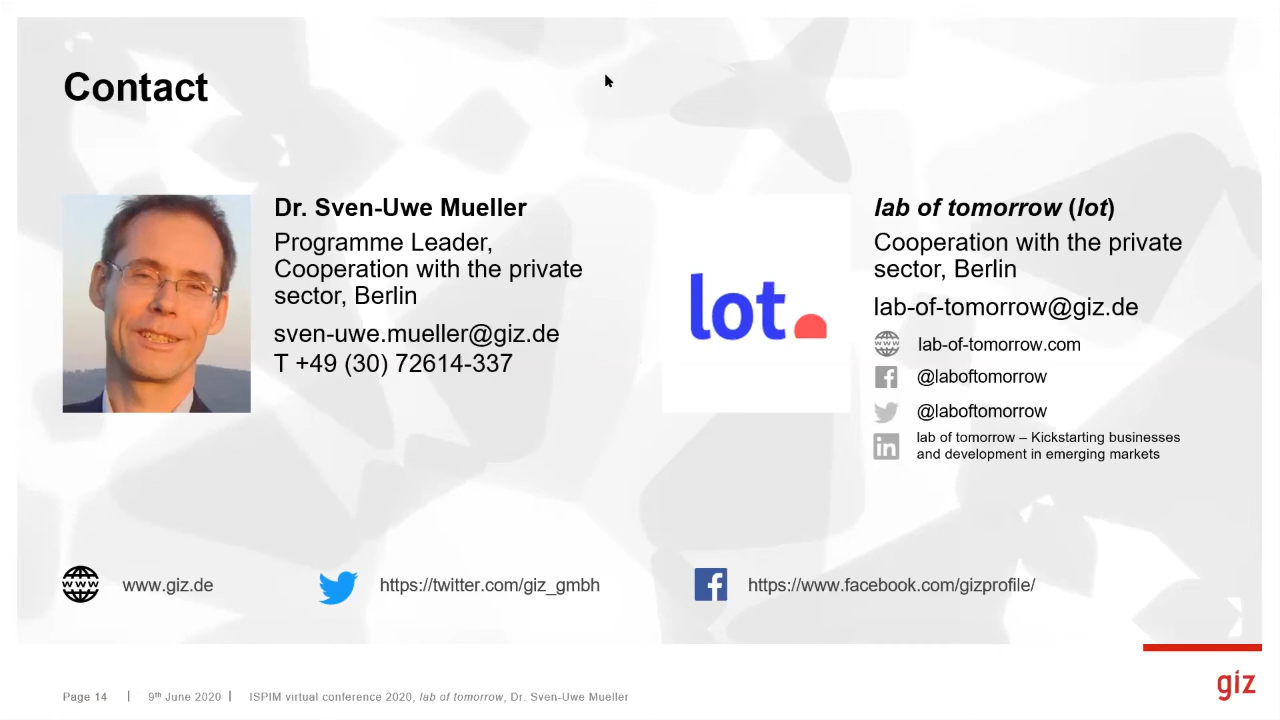 Contact
Dr. Sven-Uwe Mueller
Programme Leader,
Cooperation with the private
sector, Berlin
sven-uwe.mueller@giz.de
T +49 (30) 72614-337
lot.
lab of tomorrow (lot)
Cooperation with the private
sector, Berlin
lab-of-tomorrow@giz.de
www lab-of-tomorrow.com
@laboftomorrow
@laboftomorrow
in lab of tomorrow – Kickstarting businesses
and development in emerging markets
www www.giz.de
https://twitter.com/giz_gmbh
f https://www.facebook.com/gizprofile/
Page 14 | 9th June 2020 | ISPIM virtual conference 2020, lab of tomorrow, Dr. Sven-Uwe Mueller
giz